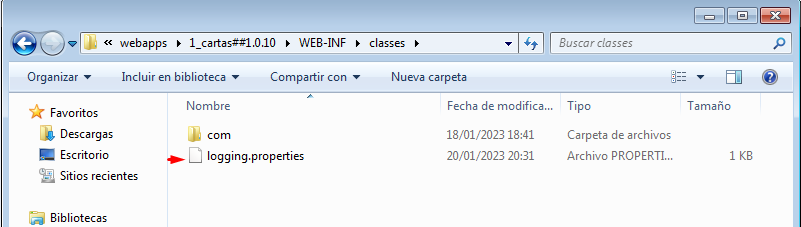 « webapps ▸ 1_cartas##1.0.10 ▸ WEB-INF ▸ classes ▸
Buscar classes
Organizar Incluir en biblioteca Compartir con Nueva carpeta
Favoritos
Descargas
Escritorio
Sitios recientes
Bibliotecas
Nombre Fecha de modifica... Tipo Tamaño
com 18/01/2023 18:41 Carpeta de archivos
logging.properties 20/01/2023 20:31 Archivo PROPERTI... 1 KB